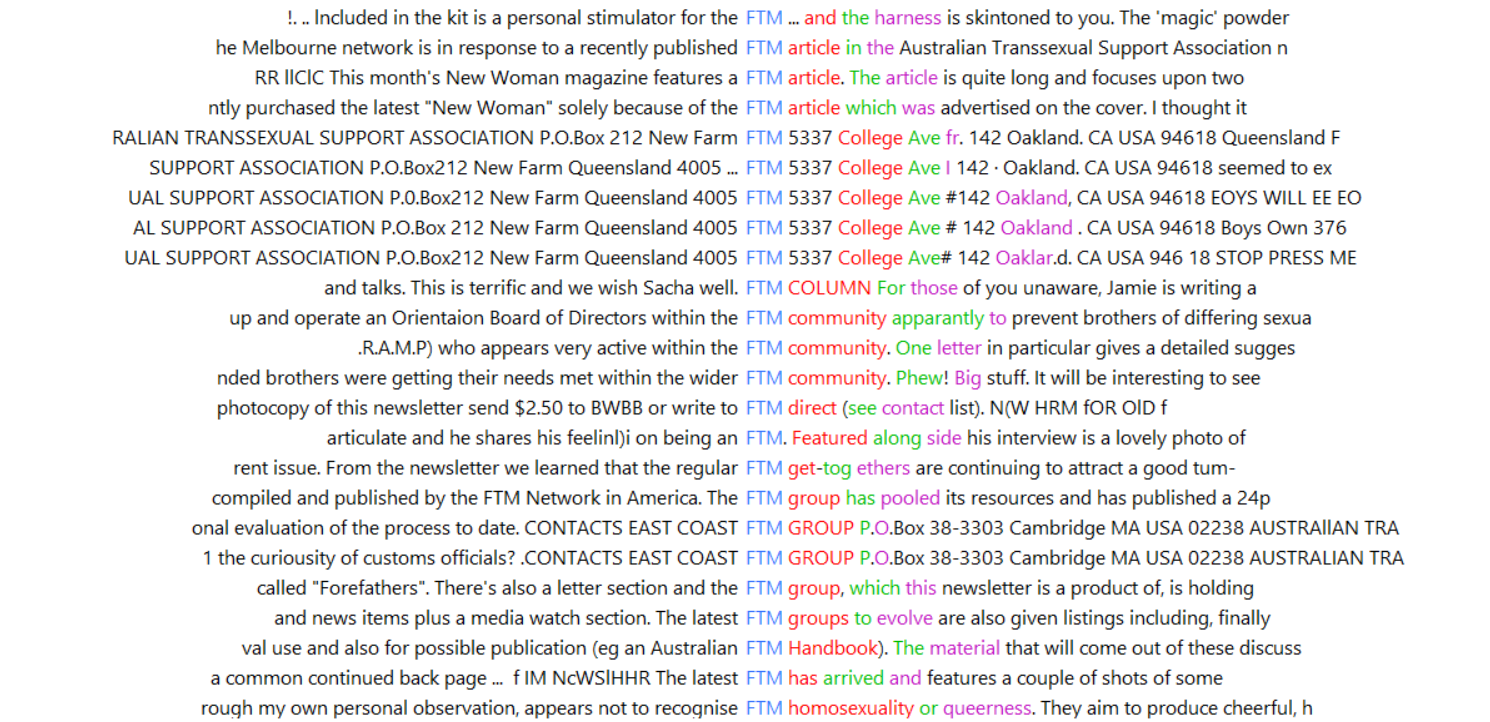 !. .. Included in the kit is a personal stimulator for the FTM ... and the harness is skintoned to you. The 'magic' powder
he Melbourne network is in response to a recently published FTM article in the Australian Transsexual Support Association n
RR llClC This month's New Woman magazine features a FTM article. The article is quite long and focuses upon two
ntly purchased the latest "New Woman" solely because of the FTM article which was advertised on the cover. I thought it
RALIAN TRANSSEXUAL SUPPORT ASSOCIATION P.O.Box 212 New Farm FTM 5337 College Ave fr. 142 Oakland. CA USA 94618 Queensland F
SUPPORT ASSOCIATION P.O.Box212 New Farm Queensland 4005 ... FTM 5337 College Ave I 142 · Oakland. CA USA 94618 seemed to ex
UAL SUPPORT ASSOCIATION P.0.Box212 New Farm Queensland 4005 FTM 5337 College Ave #142 Oakland, CA USA 94618 EOYS WILL EE EO
AL SUPPORT ASSOCIATION P.O.Box 212 New Farm Queensland 4005 FTM 5337 College Ave # 142 Oakland . CA USA 94618 Boys Own 376
UAL SUPPORT ASSOCIATION P.O.Box212 New Farm Queensland 4005 FTM 5337 College Ave# 142 Oaklar.d. CA USA 946 18 STOP PRESS ME
and talks. This is terrific and we wish Sacha well. FTM COLUMN For those of you unaware, Jamie is writing a
up and operate an Orientaion Board of Directors within the FTM community apparantly to prevent brothers of differing sexua
.R.A.M.P) who appears very active within the FTM community. One letter in particular gives a detailed sugges
nded brothers were getting their needs met within the wider FTM community. Phew! Big stuff. It will be interesting to see
photocopy of this newsletter send $2.50 to BWBB or write to FTM direct (see contact list). N(W HRM fOR OlD f
articulate and he shares his feelinl)i on being an FTM. Featured along side his interview is a lovely photo of
rent issue. From the newsletter we learned that the regular FTM get-tog ethers are continuing to attract a good tum-
compiled and published by the FTM Network in America. The FTM group has pooled its resources and has published a 24p
onal evaluation of the process to date. CONTACTS EAST COAST FTM GROUP P.O.Box 38-3303 Cambridge MA USA 02238 AUSTRAllAN TRA
1 the curiousity of customs officials? .CONTACTS EAST COAST FTM GROUP P.O.Box 38-3303 Cambridge MA USA 02238 AUSTRALIAN TRA
called "Forefathers". There's also a letter section and the FTM group, which this newsletter is a product of, is holding
and news items plus a media watch section. The latest FTM groups to evolve are also given listings including, finally
val use and also for possible publication (eg an Australian FTM Handbook). The material that will come out of these discuss
a common continued back page ... f IM NcWSlHHR The latest FTM has arrived and features a couple of shots of some
rough my own personal observation, appears not to recognise FTM homosexuality or queerness. They aim to produce cheerful, h